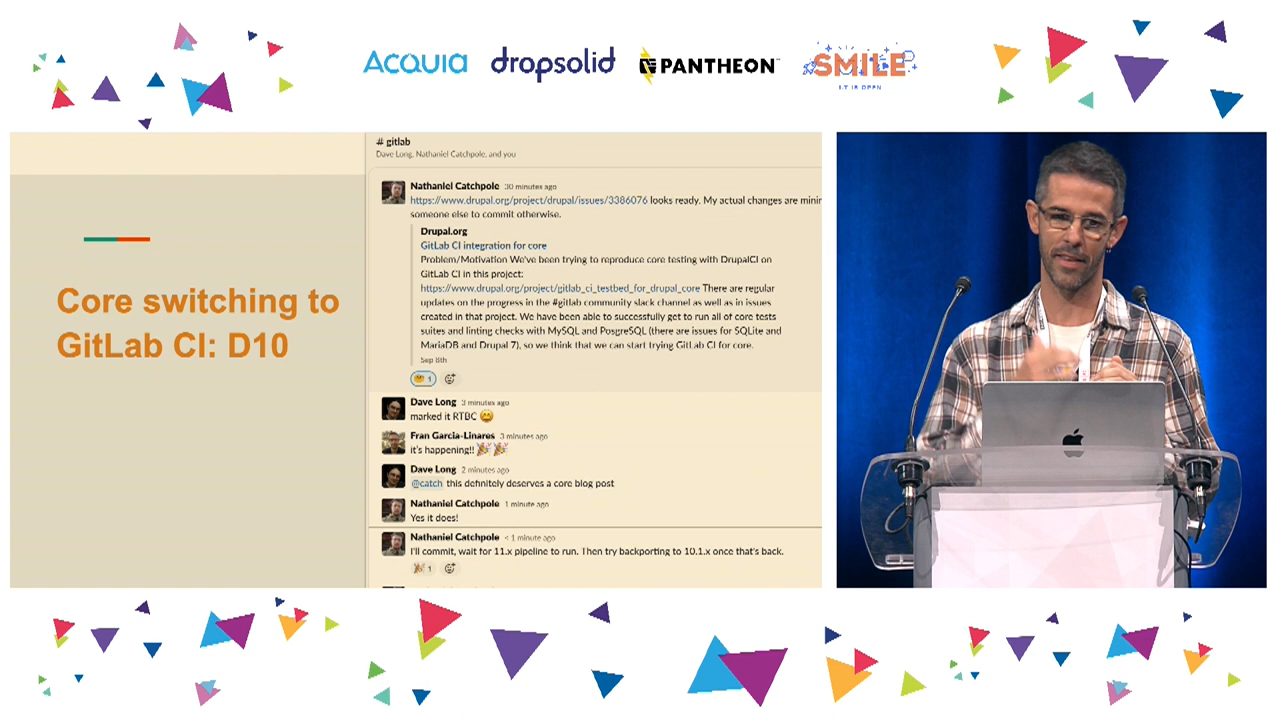 ACQUIA dropsolid PANTHEON SMILE
IT IS OPEN
Core switching to
GitLab CI: D10
# gitlab
Dave Long, Nathaniel Catchpole, and you
Nathaniel Catchpole 30 minutes ago
https://www.drupal.org/project/drupal/issues/3386076 looks ready. My actual changes are minir
someone else to commit otherwise.
Drupal.org
GitLab CI integration for core
Problem/Motivation We've been trying to reproduce core testing with DrupalCI on
GitLab CI in this project:
https://www.drupal.org/project/gitlab_ci_testbed_for_drupal_core There are regular
updates on the progress in the #gitlab community slack channel as well as in issues
created in that project. We have been able to successfully get to run all of core tests
suites and linting checks with MySQL and PosgreSQL (there are issues for SQLite and
MariaDB and Drupal 7), so we think that we can start trying GitLab CI for core.
Sep 8th
1
Dave Long 3 minutes ago
marked it RTBC 😄
Fran Garcia-Linares 3 minutes ago
it's happening!! 🎉🎉
Dave Long 2 minutes ago
@catch this definitely deserves a core blog post
Nathaniel Catchpole 1 minute ago
Yes it does!
Nathaniel Catchpole < 1 minute ago
I'll commit, wait for 11.x pipeline to run. Then try backporting to 10.1.x once that's back.
🎉 1